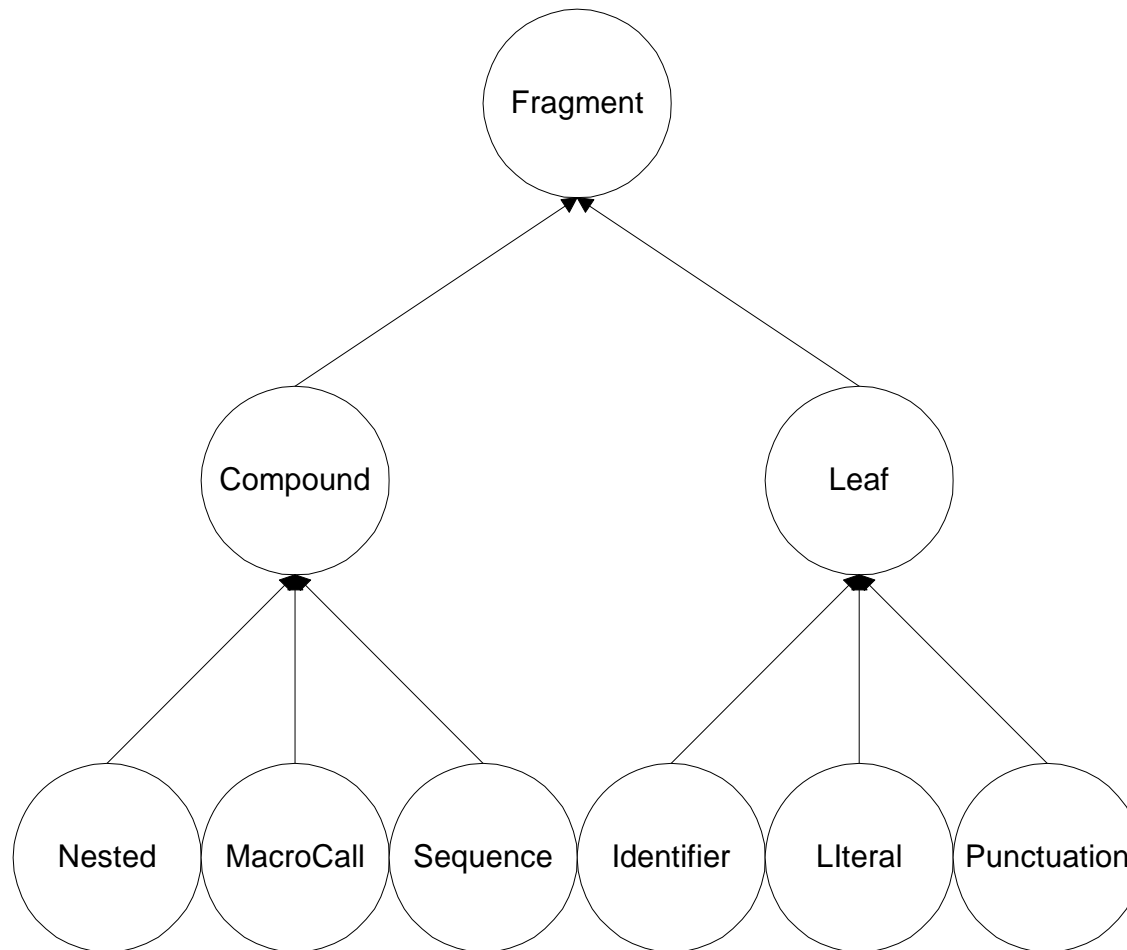 Fragment
Compound
Leaf
Nested
MacroCall
Sequence
Identifier
LIteral
Punctuation